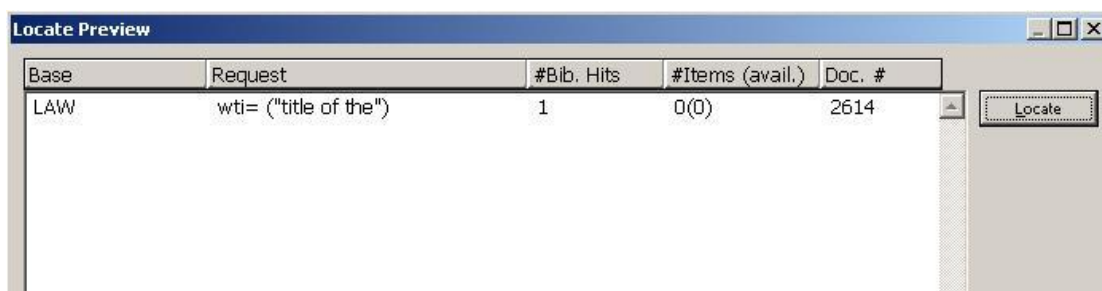 Locate Preview
Base Request #Bib. Hits #Items (avail.) Doc. #
LAW wti= ("title of the") 1 0(0) 2614
Locate